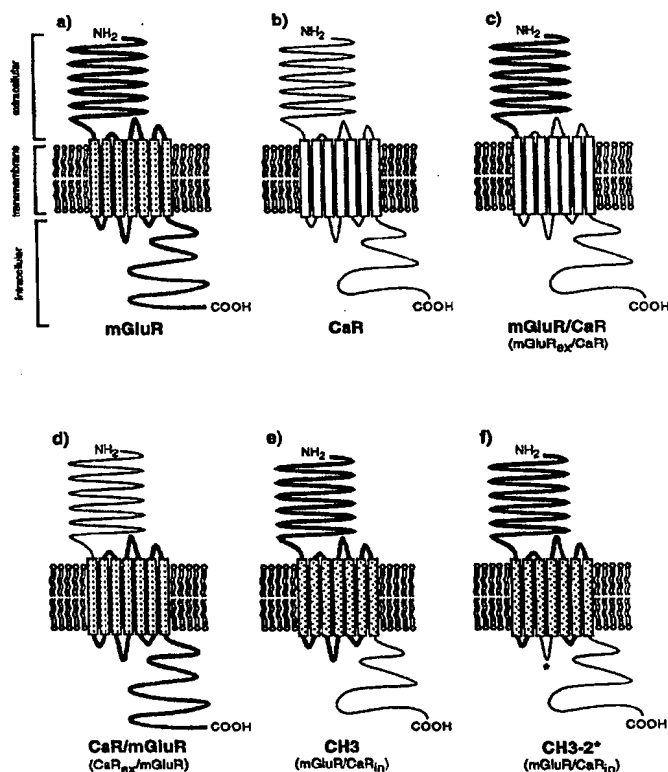 a)
b)
c)
NH2
NH2
NH2
extracellular
transmembrane
intracellular
COOH
COOH
COOH
mGluR
CaR
mGluR/CaR
(mGluRex/CaR)
d)
e)
f)
NH2
NH2
NH2
*
COOH
COOH
COOH
CaR/mGluR
(CaRex/mGluR)
CH3
(mGluR/CaRin)
CH3-2*
(mGluR/CaRin)